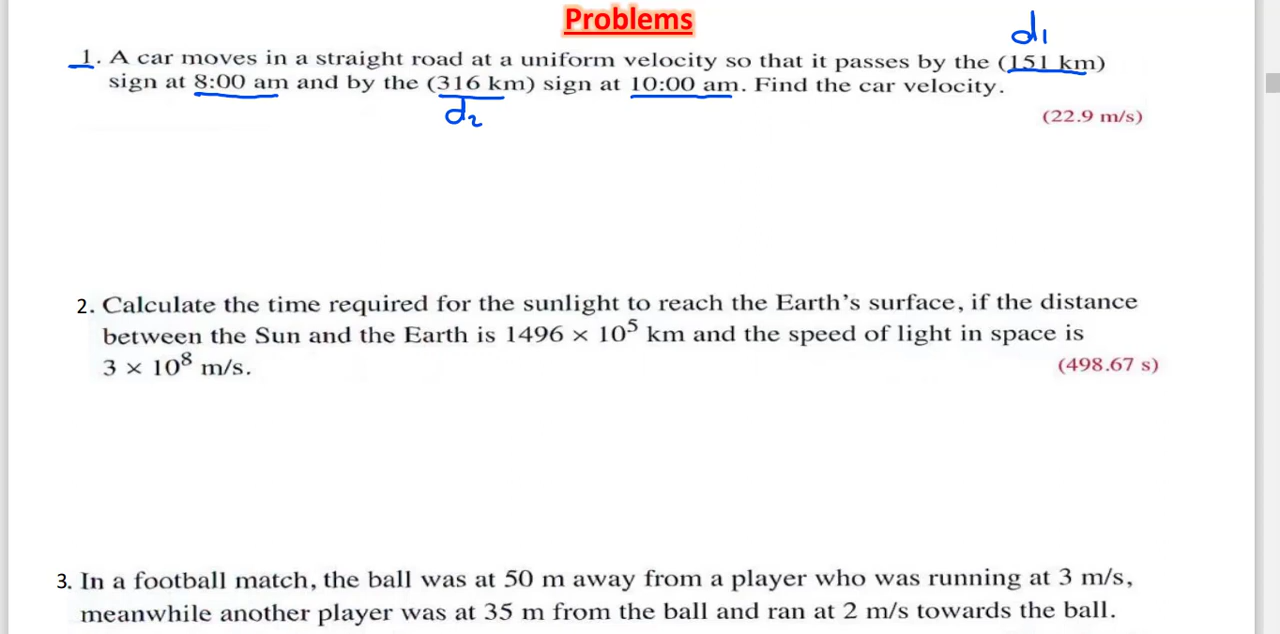 Problems
d1
1. A car moves in a straight road at a uniform velocity so that it passes by the (151 km)
sign at 8:00 am and by the (316 km) sign at 10:00 am. Find the car velocity.
d2
(22.9 m/s)
2. Calculate the time required for the sunlight to reach the Earth's surface, if the distance
between the Sun and the Earth is 1496 × 10⁵ km and the speed of light in space is
3 × 10⁸ m/s.
(498.67 s)
3. In a football match, the ball was at 50 m away from a player who was running at 3 m/s,
meanwhile another player was at 35 m from the ball and ran at 2 m/s towards the ball.